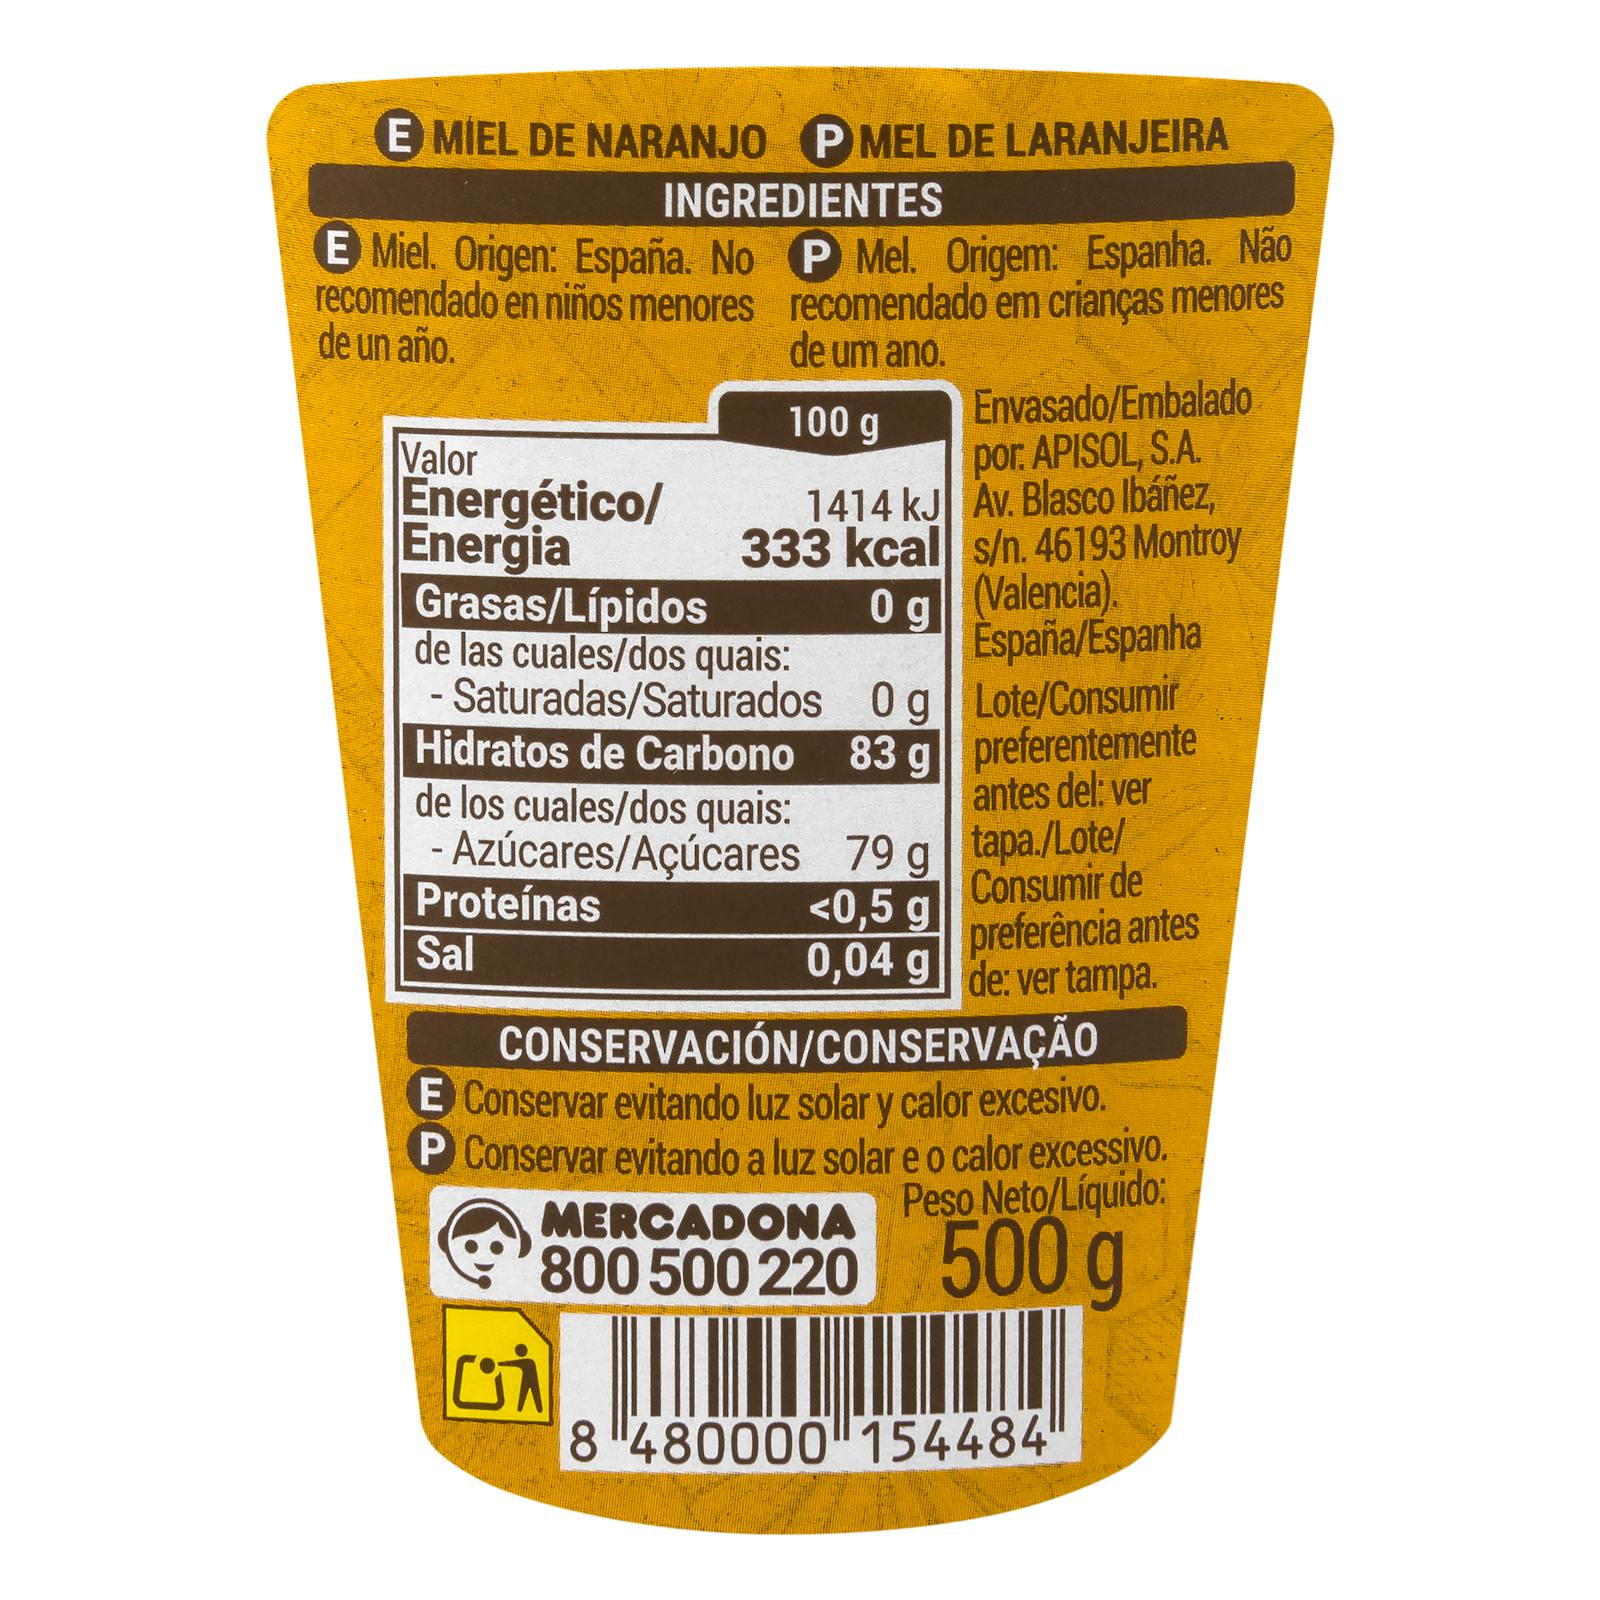 E MIEL DE NARANJO P MEL DE LARANJEIRA
INGREDIENTES
E Miel. Origen: España. No
recomendado en niños menores
de un año.
P Mel. Origem: Espanha. Não
recomendado em crianças menores
de um ano.
100 g
Valor
Energético/ 1414 kJ
Energia 333 kcal
Grasas/Lípidos 0 g
de las cuales/dos quais:
- Saturadas/Saturados 0 g
Hidratos de Carbono 83 g
de los cuales/dos quais:
- Azúcares/Açúcares 79 g
Proteínas <0,5 g
Sal 0,04 g
Envasado/Embalado
por: APISOL, S.A.
Av. Blasco Ibáñez,
s/n. 46193 Montroy
(Valencia).
España/Espanha
Lote/Consumir
preferentemente
antes del: ver
tapa./Lote/
Consumir de
preferência antes
de: ver tampa.
CONSERVACIÓN/CONSERVAÇÃO
E Conservar evitando luz solar y calor excesivo.
P Conservar evitando a luz solar e o calor excessivo.
MERCADONA
800 500 220
Peso Neto/Líquido:
500 g
8 480000 154484